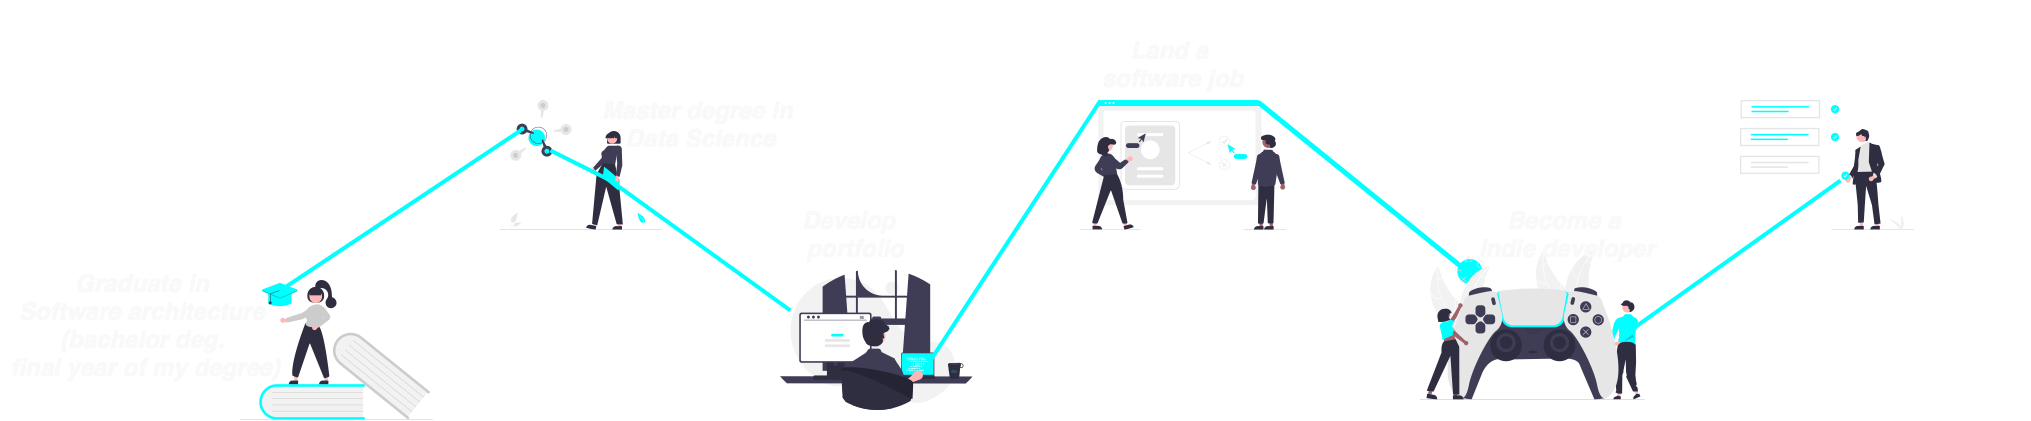 Graduate in
Software architecture
(bachelor deg.
final year of my degree)
Master degree in
Data Science
Develop
portfolio
Land a
software job
Become a
indie developer